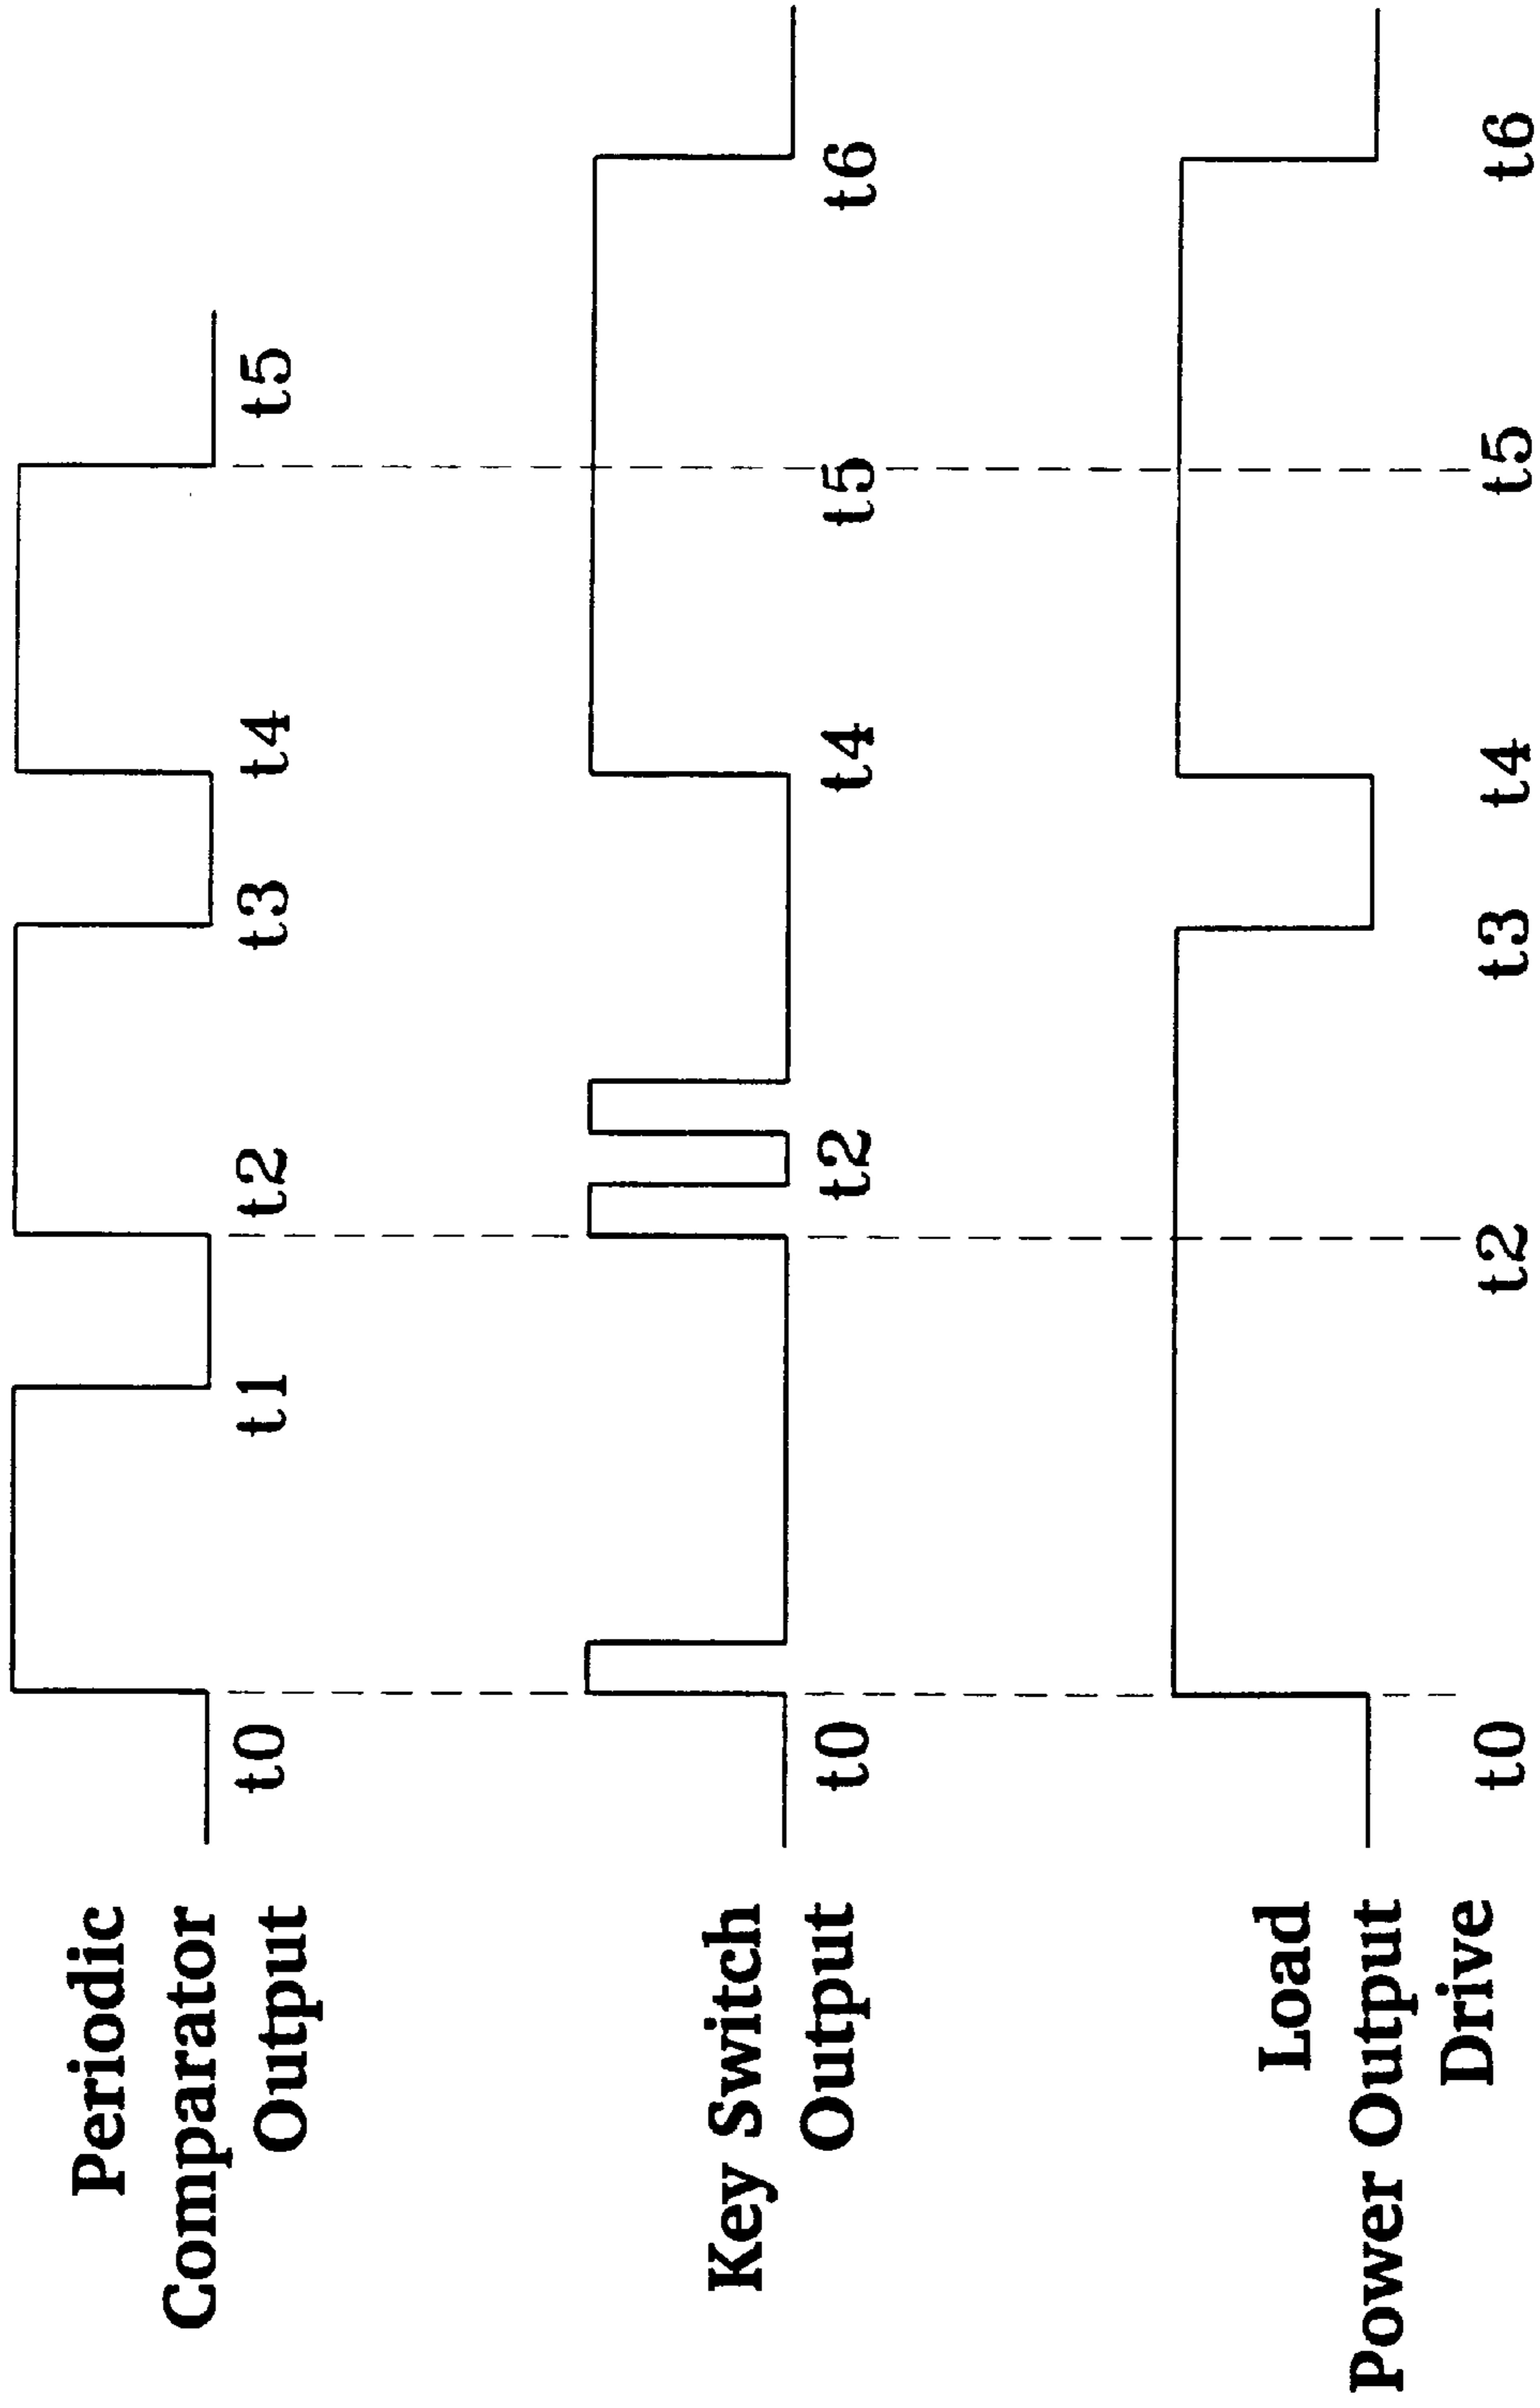 Periodic
Comparator
Output
t0 t1 t2 t3 t4 t5
Key Switch
Output
t0 t2 t4 t5 t6
Load
Power Output
Drive
t0 t2 t3 t4 t5 t6